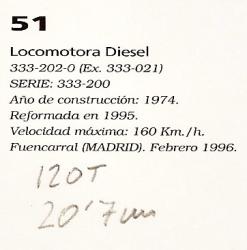 51
Locomotora Diesel
333-202-0 (Ex. 333-021)
SERIE: 333-200
Año de construcción: 1974.
Reformada en 1995.
Velocidad máxima: 160 Km./h.
Fuencarral (MADRID). Febrero 1996.
120T
20'7 m